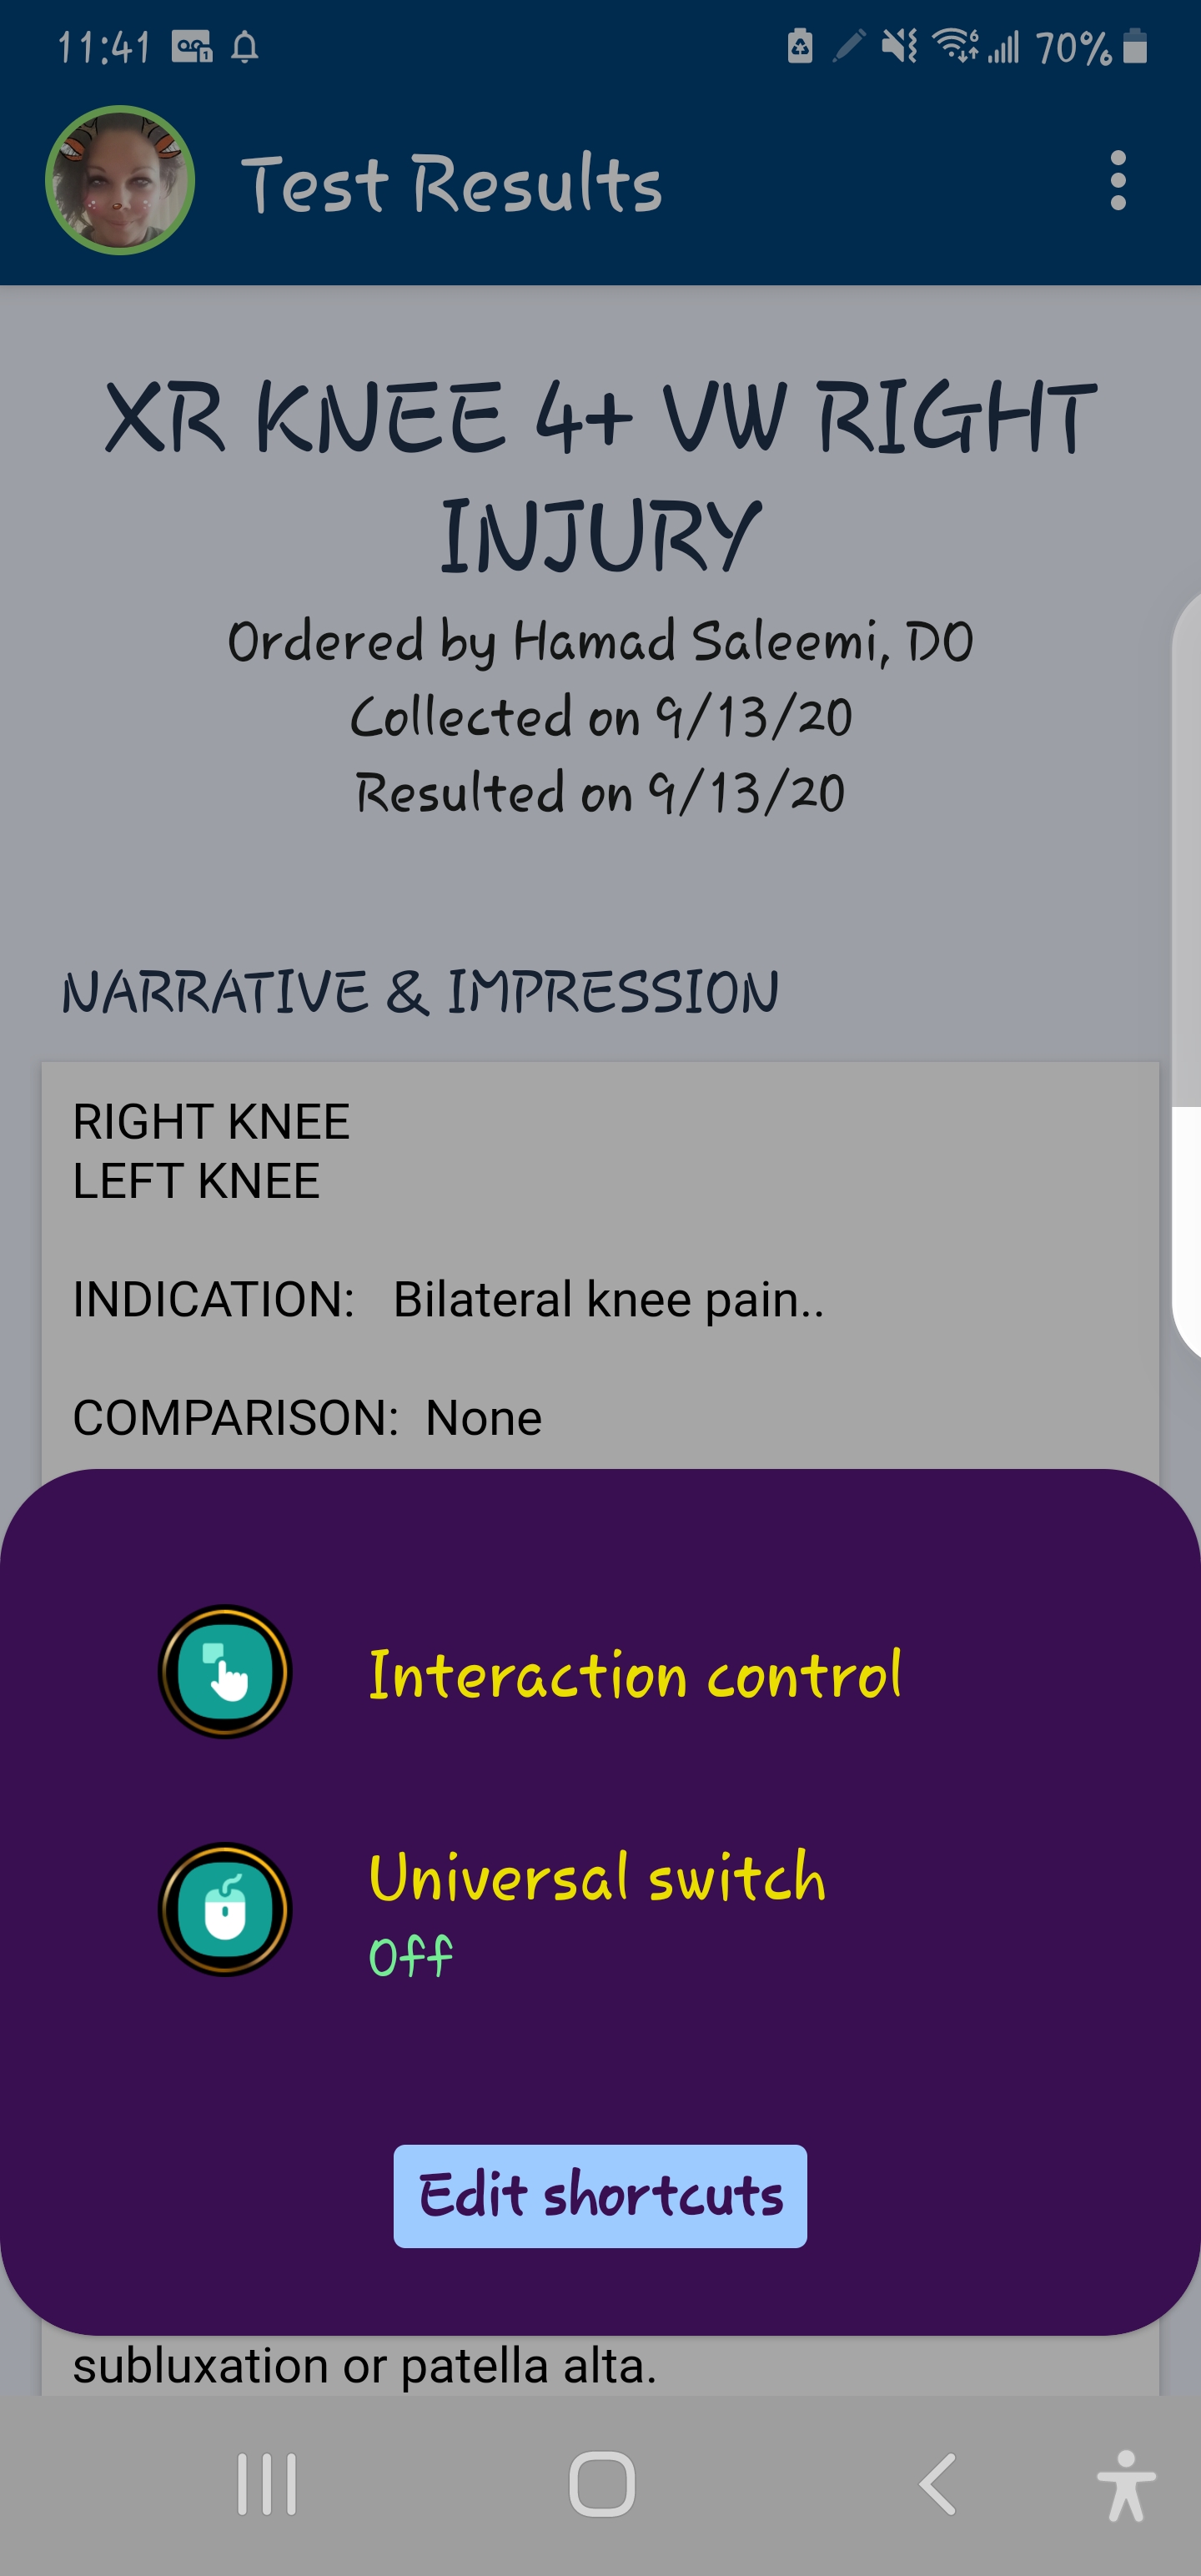 11:41
70%
Test Results
XR KNEE 4+ VW RIGHT
INJURY
Ordered by Hamad Saleemi, DO
Collected on 9/13/20
Resulted on 9/13/20
NARRATIVE & IMPRESSION
RIGHT KNEE
LEFT KNEE
INDICATION: Bilateral knee pain..
COMPARISON: None
Interaction control
Universal switch
Off
Edit shortcuts
subluxation or patella alta.